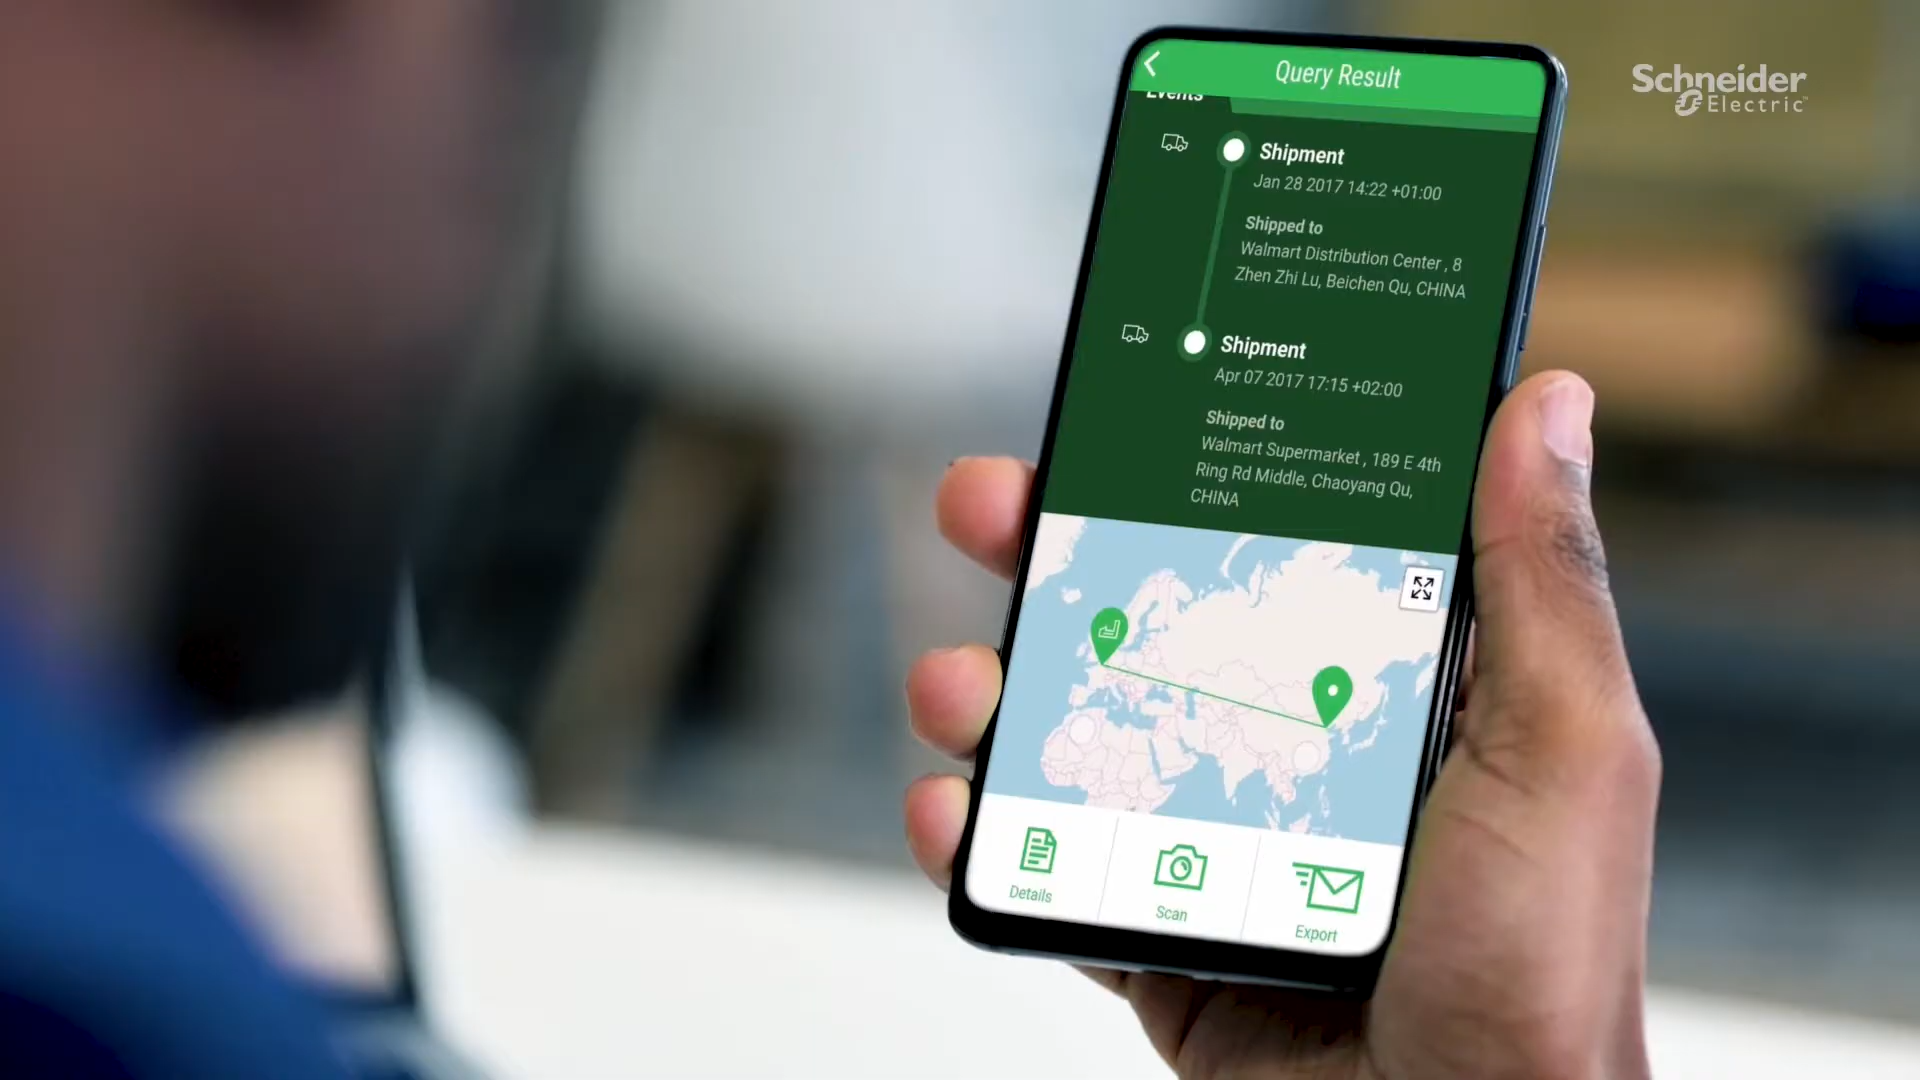 Query Result
Schneider
Electric
Events
Shipment
Jan 28 2017 14:22 +01:00
Shipped to
Walmart Distribution Center , 8
Zhen Zhi Lu, Beichen Qu, CHINA
Shipment
Apr 07 2017 17:15 +02:00
Shipped to
Walmart Supermarket , 189 E 4th
Ring Rd Middle, Chaoyang Qu,
CHINA
Details
Scan
Export